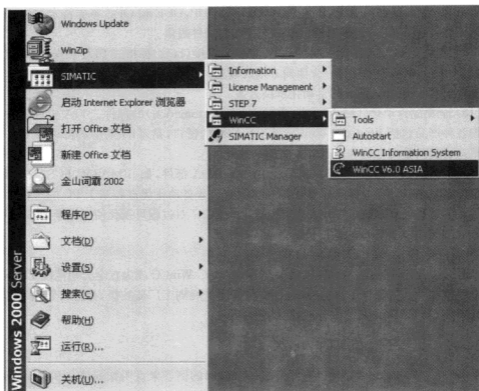 Windows Update
WinZip
SIMATIC
启动 Internet Explorer 浏览器
打开 Office 文档
新建 Office 文档
金山词霸 2002
程序(P)
文档(D)
设置(S)
搜索(C)
帮助(H)
运行(R)...
关机(U)...
Windows 2000 Server
Information
License Management
STEP 7
WinCC
SIMATIC Manager
Tools
Autostart
WinCC Information System
WinCC V6.0 ASIA